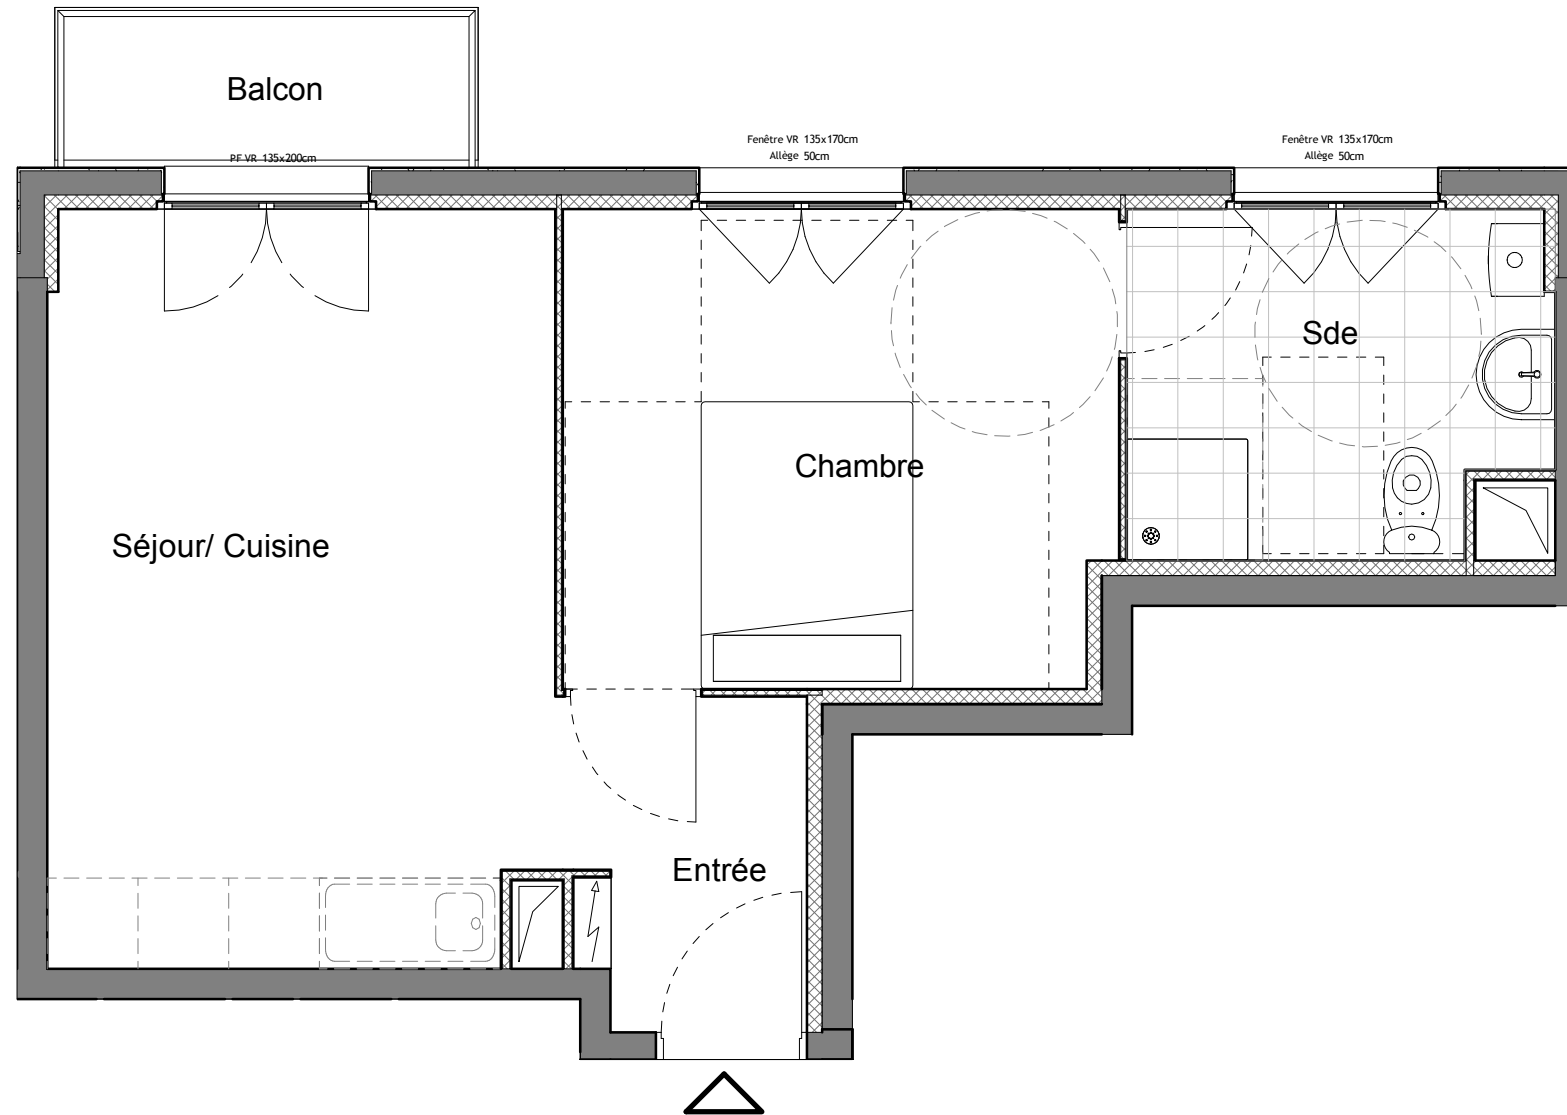 Balcon
PF VR 135x200cm
Fenêtre VR 135x170cm
Allège 50cm
Fenêtre VR 135x170cm
Allège 50cm
Sde
Chambre
Séjour/ Cuisine
Entrée